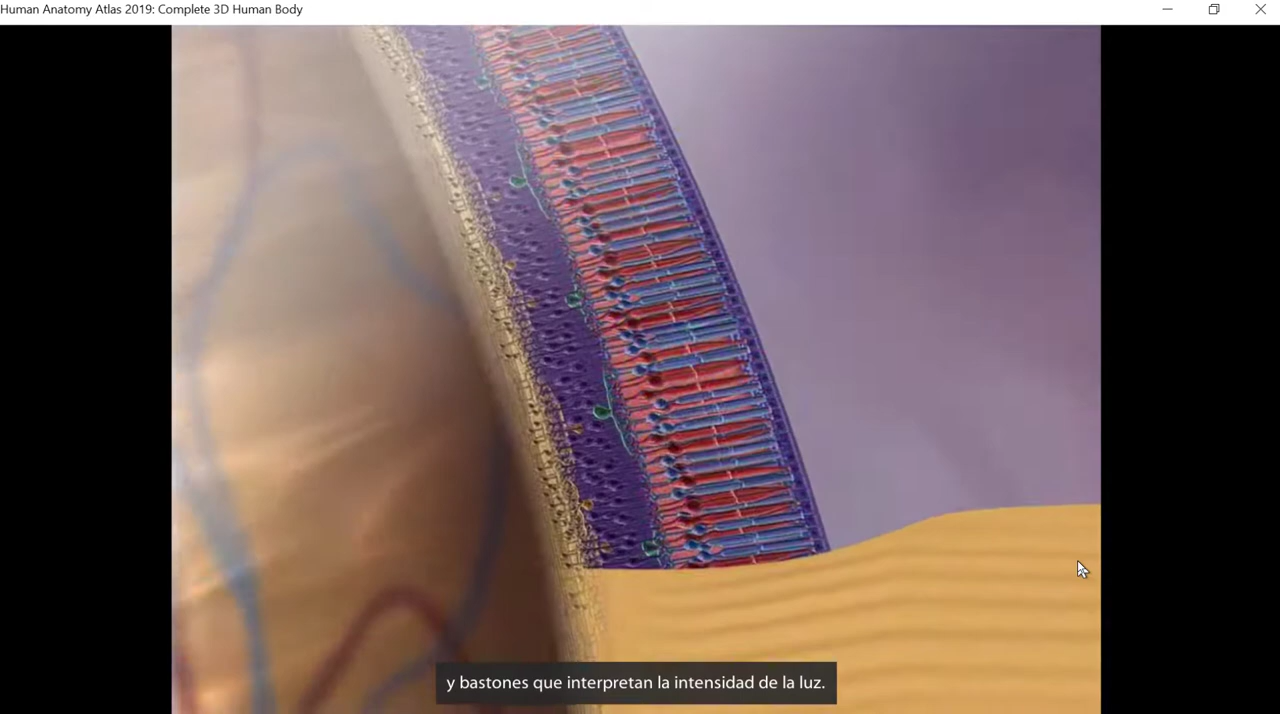 Human Anatomy Atlas 2019: Complete 3D Human Body
y bastones que interpretan la intensidad de la luz.